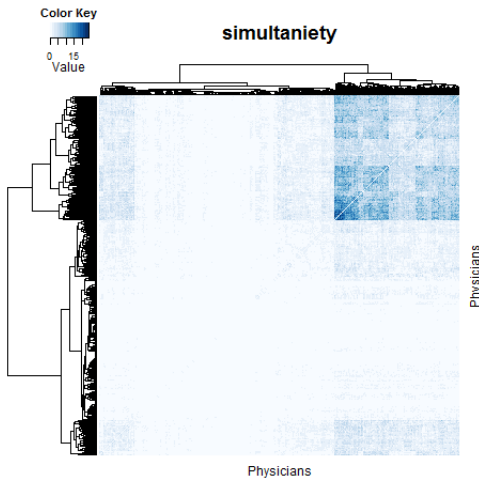 Color Key
0 15
Value
simultaniety
Physicians
Physicians